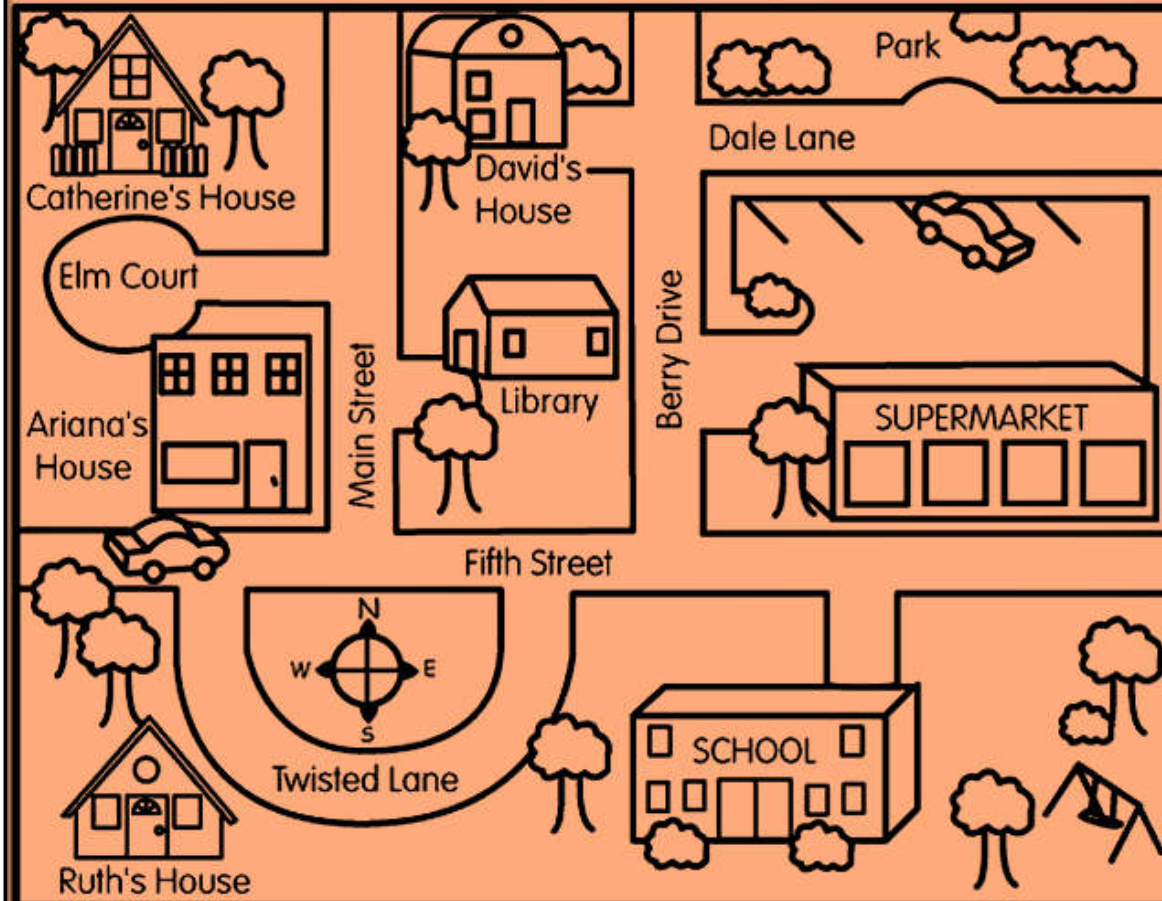 Park
Dale Lane
David's
House
Catherine's House
Elm Court
Berry Drive
Main Street
Library
SUPERMARKET
Ariana's
House
Fifth Street
N
W
E
S
SCHOOL
Twisted Lane
Ruth's House